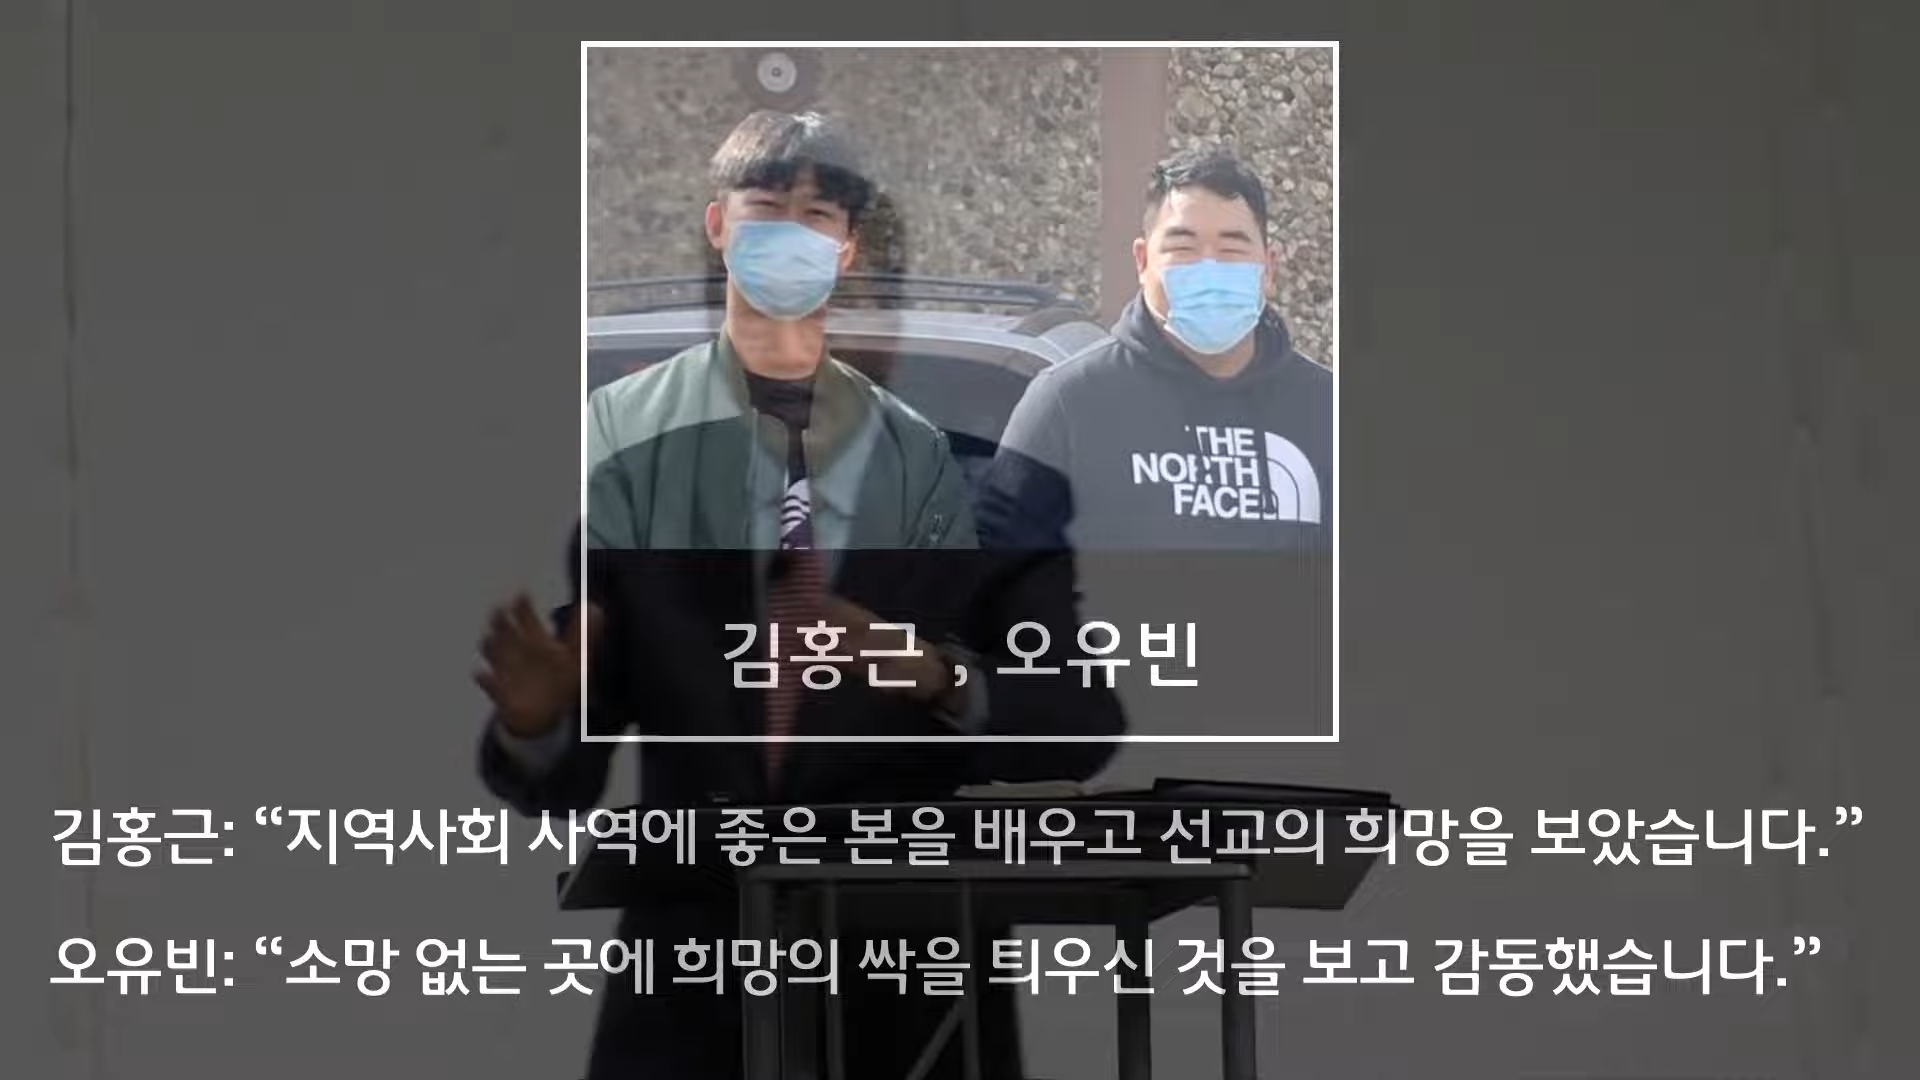 THE
NORTH
FACE
김홍근 , 오유빈
김홍근: “지역사회 사역에 좋은 본을 배우고 선교의 희망을 보았습니다.”
오유빈: “소망 없는 곳에 희망의 싹을 틔우신 것을 보고 감동했습니다.”